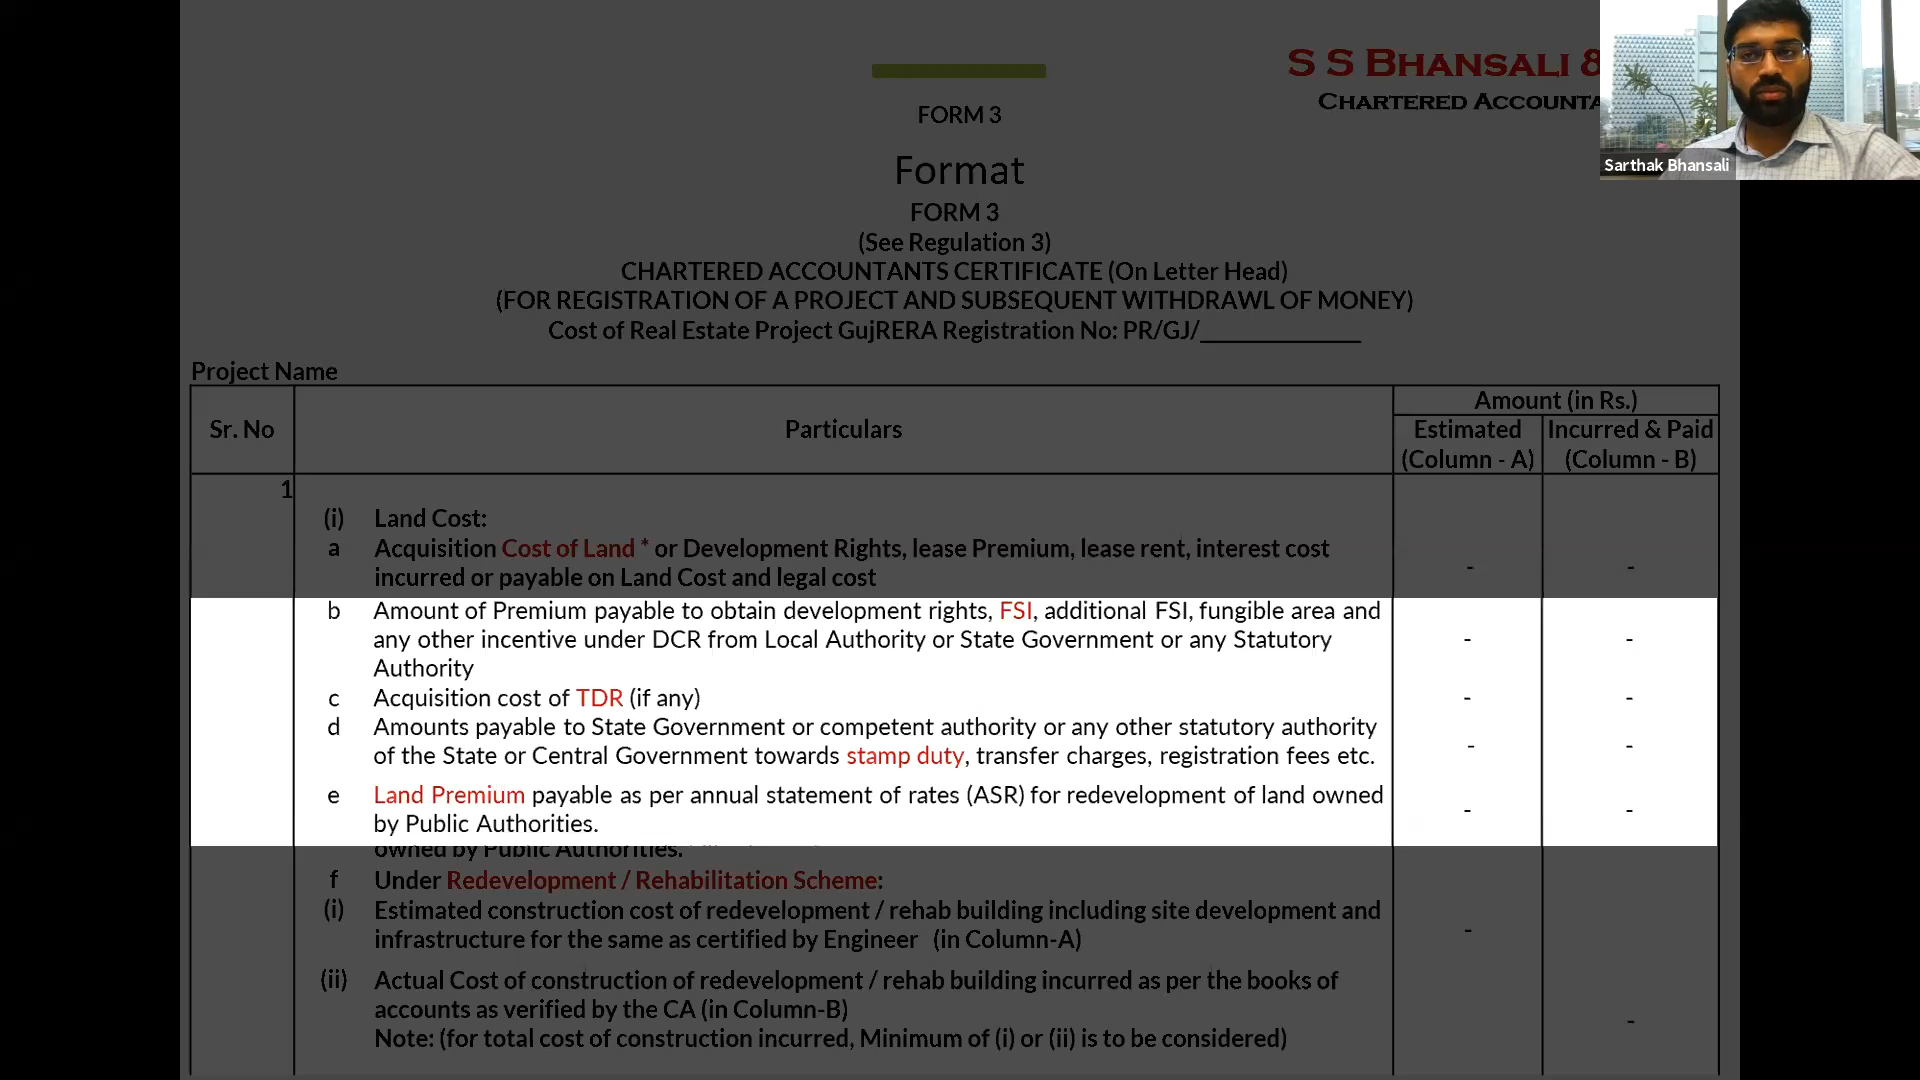 S S BHANSALI &
CHARTERED ACCOUNTA
Sarthak Bhansali
FORM 3
Format
FORM 3
(See Regulation 3)
CHARTERED ACCOUNTANTS CERTIFICATE (On Letter Head)
(FOR REGISTRATION OF A PROJECT AND SUBSEQUENT WITHDRAWL OF MONEY)
Cost of Real Estate Project GujRERA Registration No: PR/GJ/_____________
Project Name
Amount (in Rs.)
Sr. No Particulars Estimated Incurred & Paid
(Column - A) (Column - B)
1
(i) Land Cost:
a Acquisition Cost of Land * or Development Rights, lease Premium, lease rent, interest cost
incurred or payable on Land Cost and legal cost - -
b Amount of Premium payable to obtain development rights, FSI, additional FSI, fungible area and
any other incentive under DCR from Local Authority or State Government or any Statutory - -
Authority
c Acquisition cost of TDR (if any) - -
d Amounts payable to State Government or competent authority or any other statutory authority
of the State or Central Government towards stamp duty, transfer charges, registration fees etc. - -
e Land Premium payable as per annual statement of rates (ASR) for redevelopment of land owned
by Public Authorities. - -
owned by Public Authorities.
f Under Redevelopment / Rehabilitation Scheme:
(i) Estimated construction cost of redevelopment / rehab building including site development and
infrastructure for the same as certified by Engineer (in Column-A) -
(ii) Actual Cost of construction of redevelopment / rehab building incurred as per the books of
accounts as verified by the CA (in Column-B)
Note: (for total cost of construction incurred, Minimum of (i) or (ii) is to be considered) -